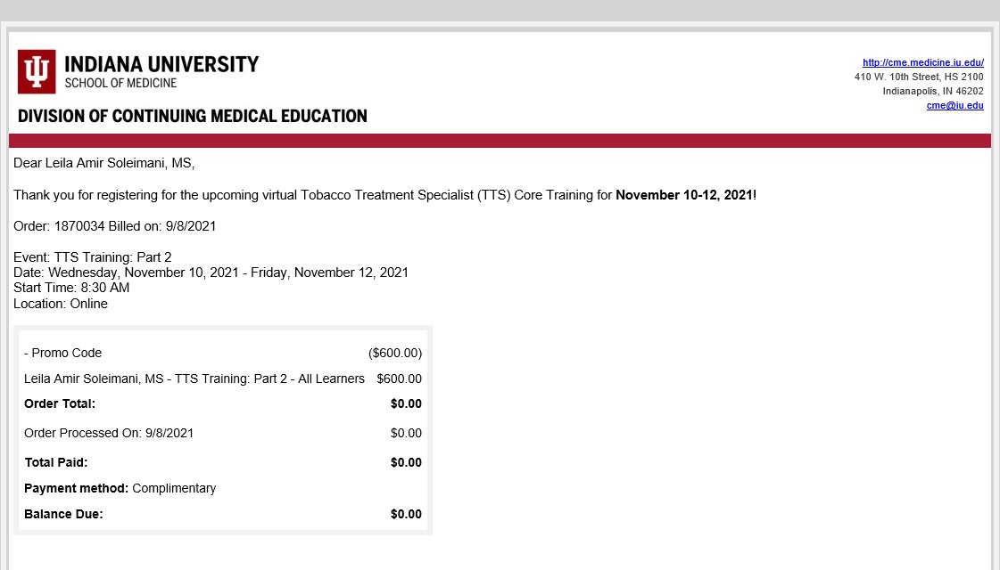 INDIANA UNIVERSITY
SCHOOL OF MEDICINE
DIVISION OF CONTINUING MEDICAL EDUCATION
http://cme.medicine.iu.edu/
410 W. 10th Street, HS 2100
Indianapolis, IN 46202
cme@iu.edu
Dear Leila Amir Soleimani, MS,
Thank you for registering for the upcoming virtual Tobacco Treatment Specialist (TTS) Core Training for November 10-12, 2021!
Order: 1870034 Billed on: 9/8/2021
Event: TTS Training: Part 2
Date: Wednesday, November 10, 2021 - Friday, November 12, 2021
Start Time: 8:30 AM
Location: Online
- Promo Code ($600.00)
Leila Amir Soleimani, MS - TTS Training: Part 2 - All Learners $600.00
Order Total: $0.00
Order Processed On: 9/8/2021 $0.00
Total Paid: $0.00
Payment method: Complimentary
Balance Due: $0.00